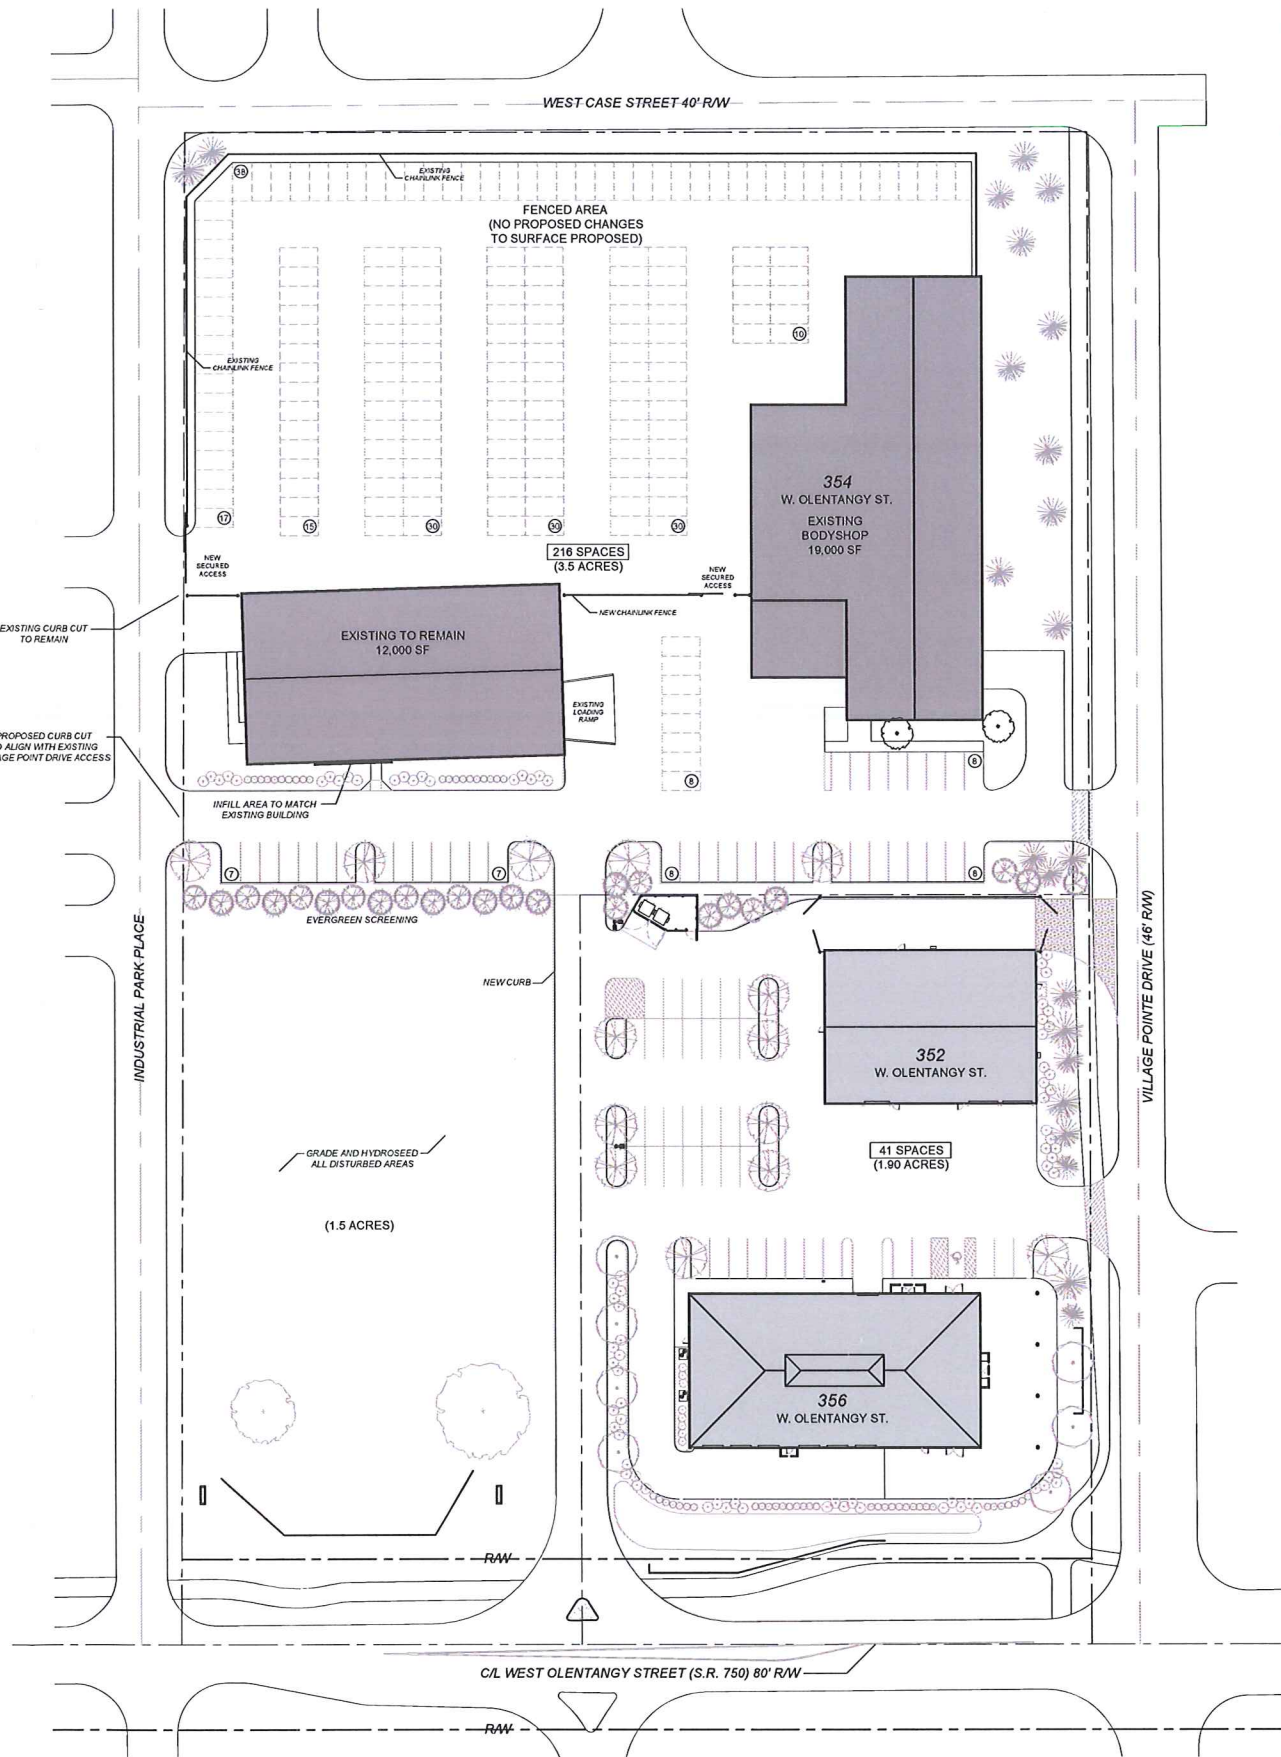 WEST CASE STREET 40' R/W
38
EXISTING
CHAINLINK FENCE
FENCED AREA
(NO PROPOSED CHANGES
TO SURFACE PROPOSED)
10
EXISTING
CHAINLINK FENCE
354
W. OLENTANGY ST.
EXISTING
BODYSHOP
19,000 SF
17
15
30
30
30
216 SPACES
(3.5 ACRES)
NEW
SECURED
ACCESS
NEW
SECURED
ACCESS
NEW CHAINLINK FENCE
EXISTING CURB CUT
TO REMAIN
EXISTING TO REMAIN
12,000 SF
EXISTING
LOADING
RAMP
PROPOSED CURB CUT
O ALIGN WITH EXISTING
AGE POINT DRIVE ACCESS
8
8
INFILL AREA TO MATCH
EXISTING BUILDING
7
7
8
8
EVERGREEN SCREENING
INDUSTRIAL PARK PLACE
NEW CURB
VILLAGE POINTE DRIVE (46' R/W)
352
W. OLENTANGY ST.
GRADE AND HYDROSEED
ALL DISTURBED AREAS
41 SPACES
(1.90 ACRES)
(1.5 ACRES)
356
W. OLENTANGY ST.
R/W
C/L WEST OLENTANGY STREET (S.R. 750) 80' R/W
R/W